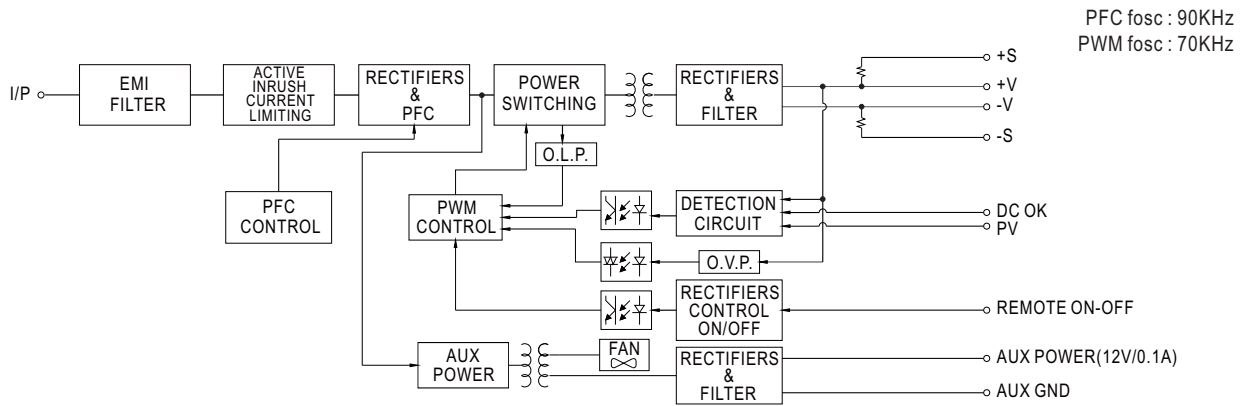 PFC fosc : 90KHz
PWM fosc : 70KHz
I/P
EMI
FILTER
ACTIVE
INRUSH
CURRENT
LIMITING
RECTIFIERS
&
PFC
POWER
SWITCHING
RECTIFIERS
&
FILTER
+S
+V
-V
-S
O.L.P.
PFC
CONTROL
PWM
CONTROL
DETECTION
CIRCUIT
DC OK
PV
O.V.P.
RECTIFIERS
CONTROL
ON/OFF
REMOTE ON-OFF
AUX
POWER
FAN
RECTIFIERS
&
FILTER
AUX POWER(12V/0.1A)
AUX GND